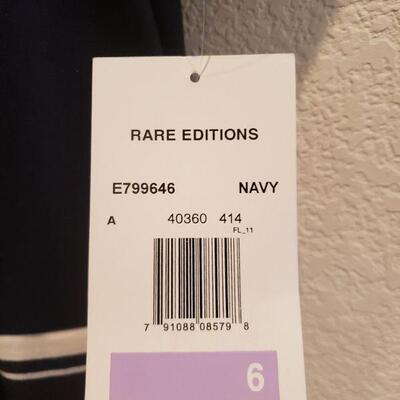 RARE EDITIONS
E799646 NAVY
A 40360 414
FL_11
7 91088 08579 8
6